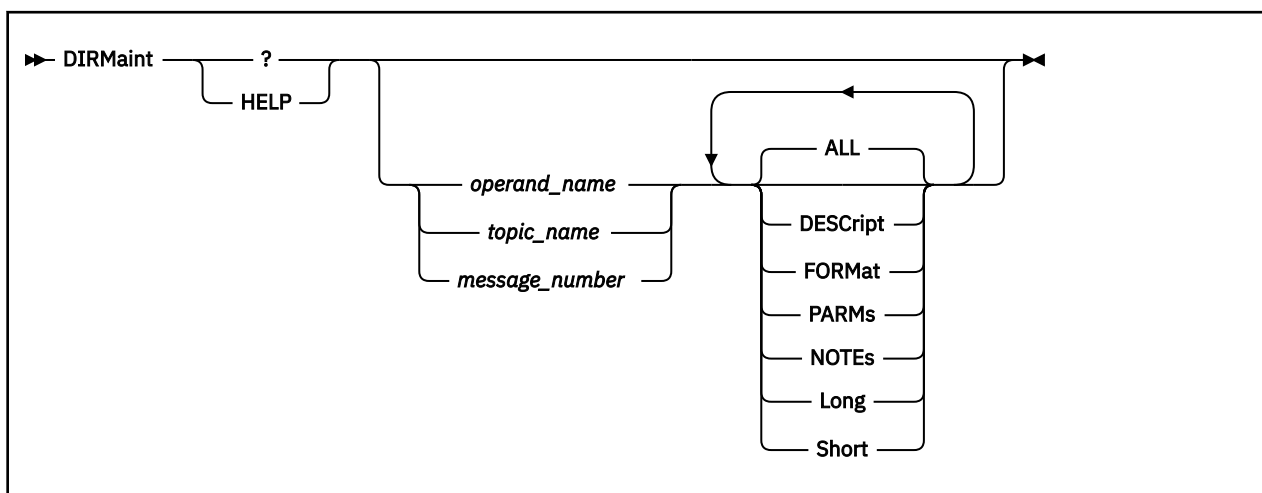 DIRMaint
?
HELP
operand_name
topic_name
message_number
ALL
DESCript
FORMat
PARMs
NOTEs
Long
Short